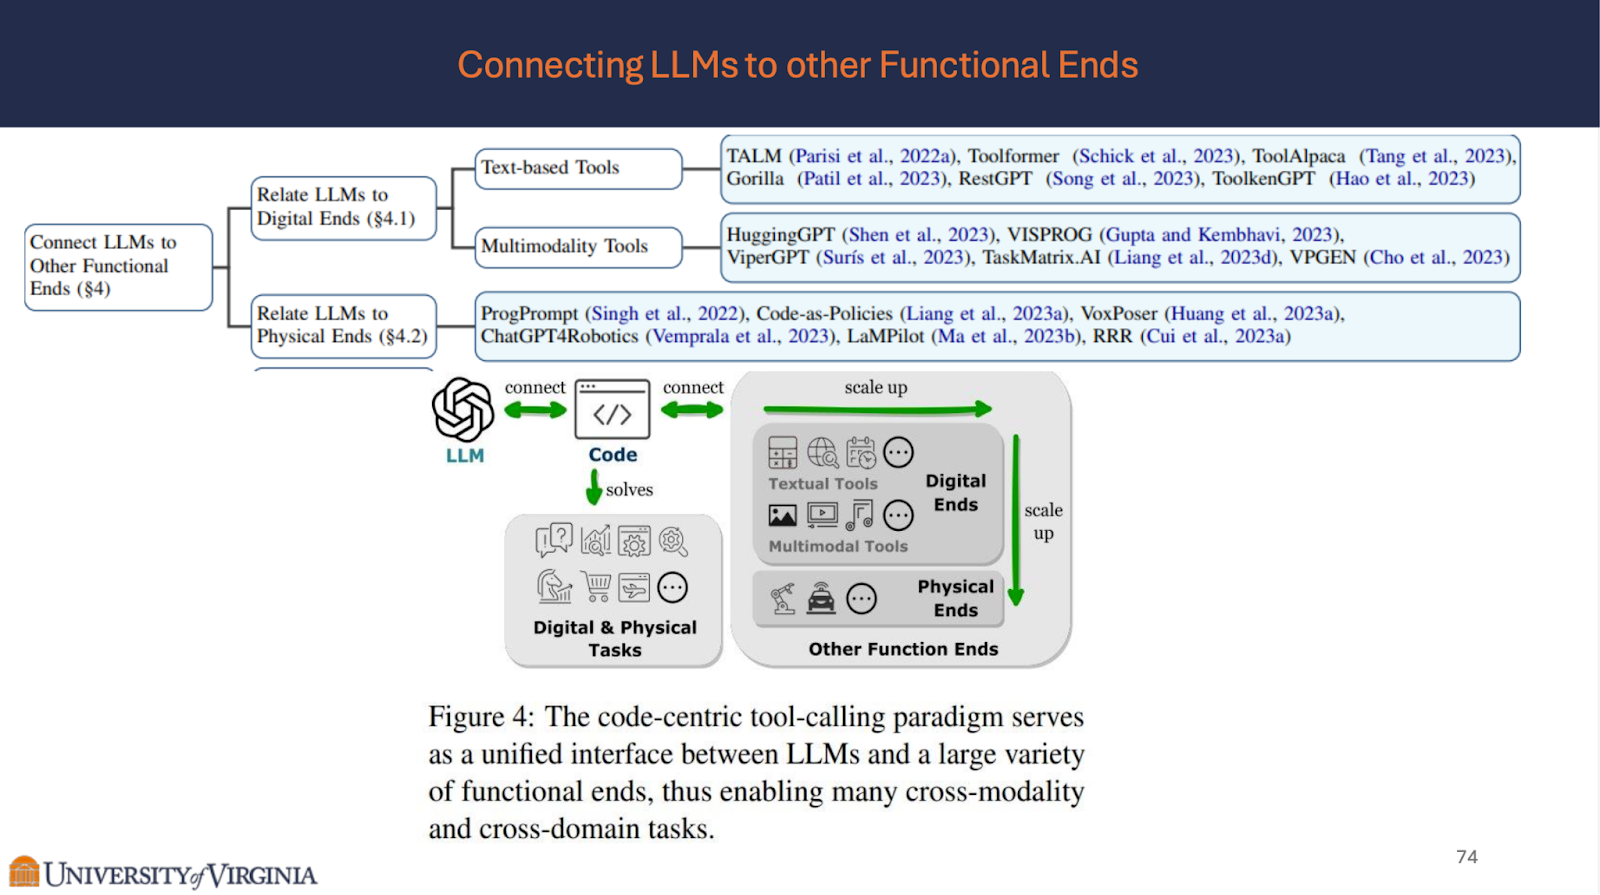 Connecting LLMs to other Functional Ends
Connect LLMs to
Other Functional
Ends (§4)
Relate LLMs to
Digital Ends (§4.1)
Text-based Tools
TALM (Parisi et al., 2022a), Toolformer (Schick et al., 2023), ToolAlpaca (Tang et al., 2023),
Gorilla (Patil et al., 2023), RestGPT (Song et al., 2023), ToolkenGPT (Hao et al., 2023)
Multimodality Tools
HuggingGPT (Shen et al., 2023), VISPROG (Gupta and Kembhavi, 2023),
ViperGPT (Surís et al., 2023), TaskMatrix.AI (Liang et al., 2023d), VPGEN (Cho et al., 2023)
Relate LLMs to
Physical Ends (§4.2)
ProgPrompt (Singh et al., 2022), Code-as-Policies (Liang et al., 2023a), VoxPoser (Huang et al., 2023a),
ChatGPT4Robotics (Vemprala et al., 2023), LaMPilot (Ma et al., 2023b), RRR (Cui et al., 2023a)
connect
connect
scale up
</>
LLM
Code
solves
Textual Tools
Digital
Ends
Multimodal Tools
scale
up
Physical
Ends
Other Function Ends
Digital & Physical
Tasks
Figure 4: The code-centric tool-calling paradigm serves
as a unified interface between LLMs and a large variety
of functional ends, thus enabling many cross-modality
and cross-domain tasks.
74
UNIVERSITY of VIRGINIA